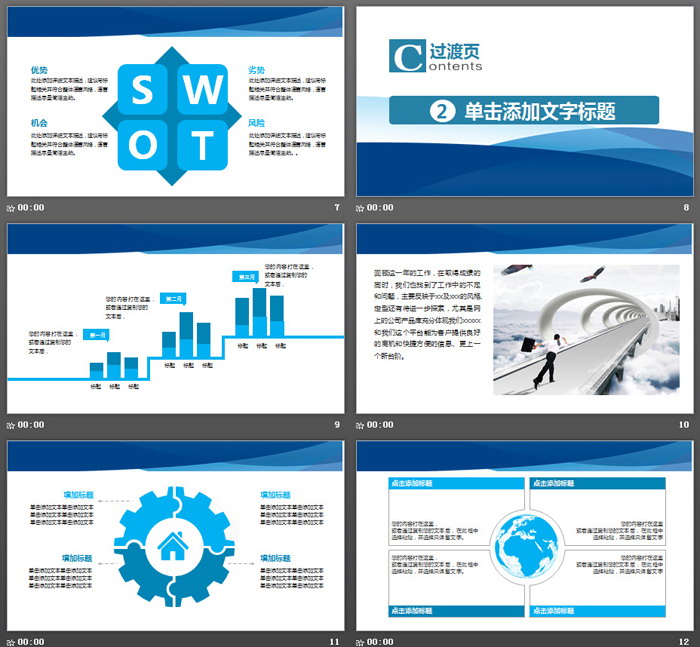 优势
此处添加详细文本描述，建议与标
题相关并符合整体语言风格，语言
描述尽量简洁生动。
机会
此处添加详细文本描述，建议与标
题相关并符合整体语言风格，语言
描述尽量简洁生动。
S
W
O
T
劣势
此处添加详细文本描述，建议与标
题相关并符合整体语言风格，语言
描述尽量简洁生动。
风险
此处添加详细文本描述，建议与标
题相关并符合整体语言风格，语言
描述尽量简洁生动。。
00:00
7
C
过渡页
ontents
2 单击添加文字标题
00:00
8
您的内容打在这里，
或者通过复制您的
文本后，
第一月
标题 标题 标题
您的内容打在这里，
或者通过复制您的
文本后，
第二月
标题 标题 标题
第三月
您的内容打在这里，
或者通过复制您的
文本后，
标题 标题 标题
00:00
9
回顾这一年的工作，在取得成绩的
同时，我们也找到了工作中的不足
和问题，主要反映于xx及xxx的风格、
定型还有待进一步探索，尤其是网
上的公司产品库充分体现我们xxxxx
和我们这个平台能为客户提供良好
的商机和快捷方便的信息、更上一
个新台阶。
00:00
10
填加标题
单击添加文本单击添加文本
单击添加文本单击添加文本
单击添加文本单击添加文本
填加标题
单击添加文本单击添加文本
单击添加文本单击添加文本
单击添加文本单击添加文本
填加标题
单击添加文本单击添加文本
单击添加文本单击添加文本
单击添加文本单击添加文本
填加标题
单击添加文本单击添加文本
单击添加文本单击添加文本
单击添加文本单击添加文本
00:00
11
点击添加标题
您的内容打在这里，
或者通过复制您的文本后，在此框中
选择粘贴，并选择只保留文字
点击添加标题
您的内容打在这里，
或者通过复制您的文本后，在此框中
选择粘贴，并选择只保留文字
您的内容打在这里，
或者通过复制您的文本后，在此框中
选择粘贴，并选择只保留文字
点击添加标题
您的内容打在这里，
或者通过复制您的文本后，在此框中
选择粘贴，并选择只保留文字
点击添加标题
00:00
12